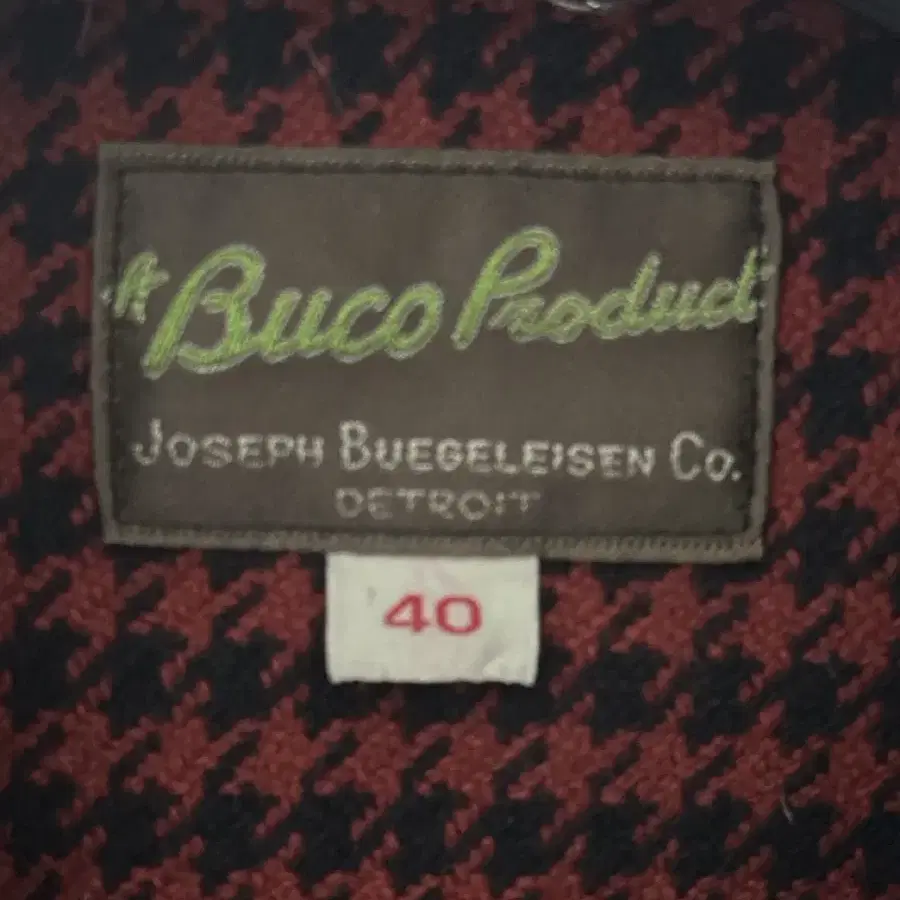 A Buco Product
JOSEPH BUEGELEISEN CO.
DETROIT
40